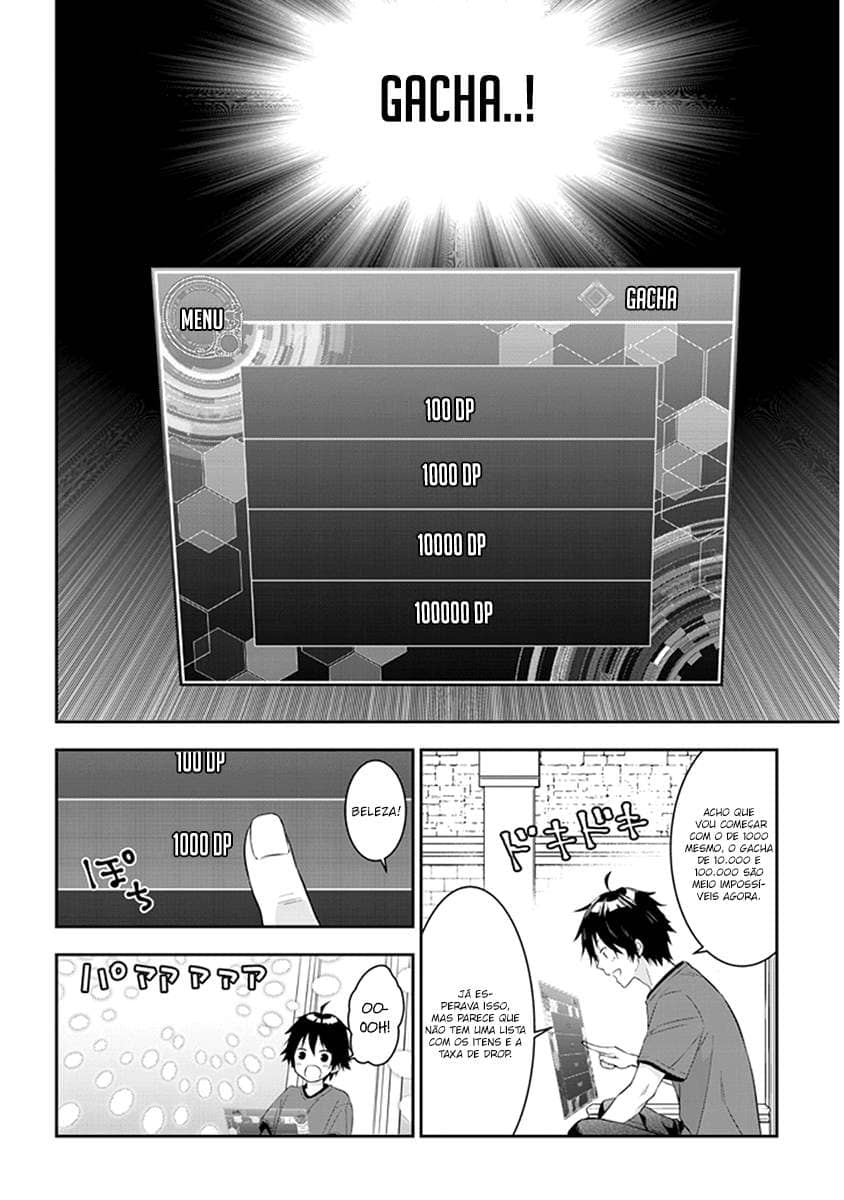 GACHA..!
MENU
GACHA
100 DP
1000 DP
10000 DP
100000 DP
ACHO QUE
VOU COMEÇAR
COM O DE 1000
MESMO, O GACHA
DE 10.000 E
100.000 SÃO
MEIO IMPOSSÍ-
VEIS AGORA.
ドキドキ
JÁ ES-
PERAVA ISSO,
MAS PARECE QUE
NÃO TEM UMA LISTA
COM OS ITENS E A
TAXA DE DROP.
100 DP
1000 DP
BELEZA!
ぽち
OO-
OOH!
パァァァァァ